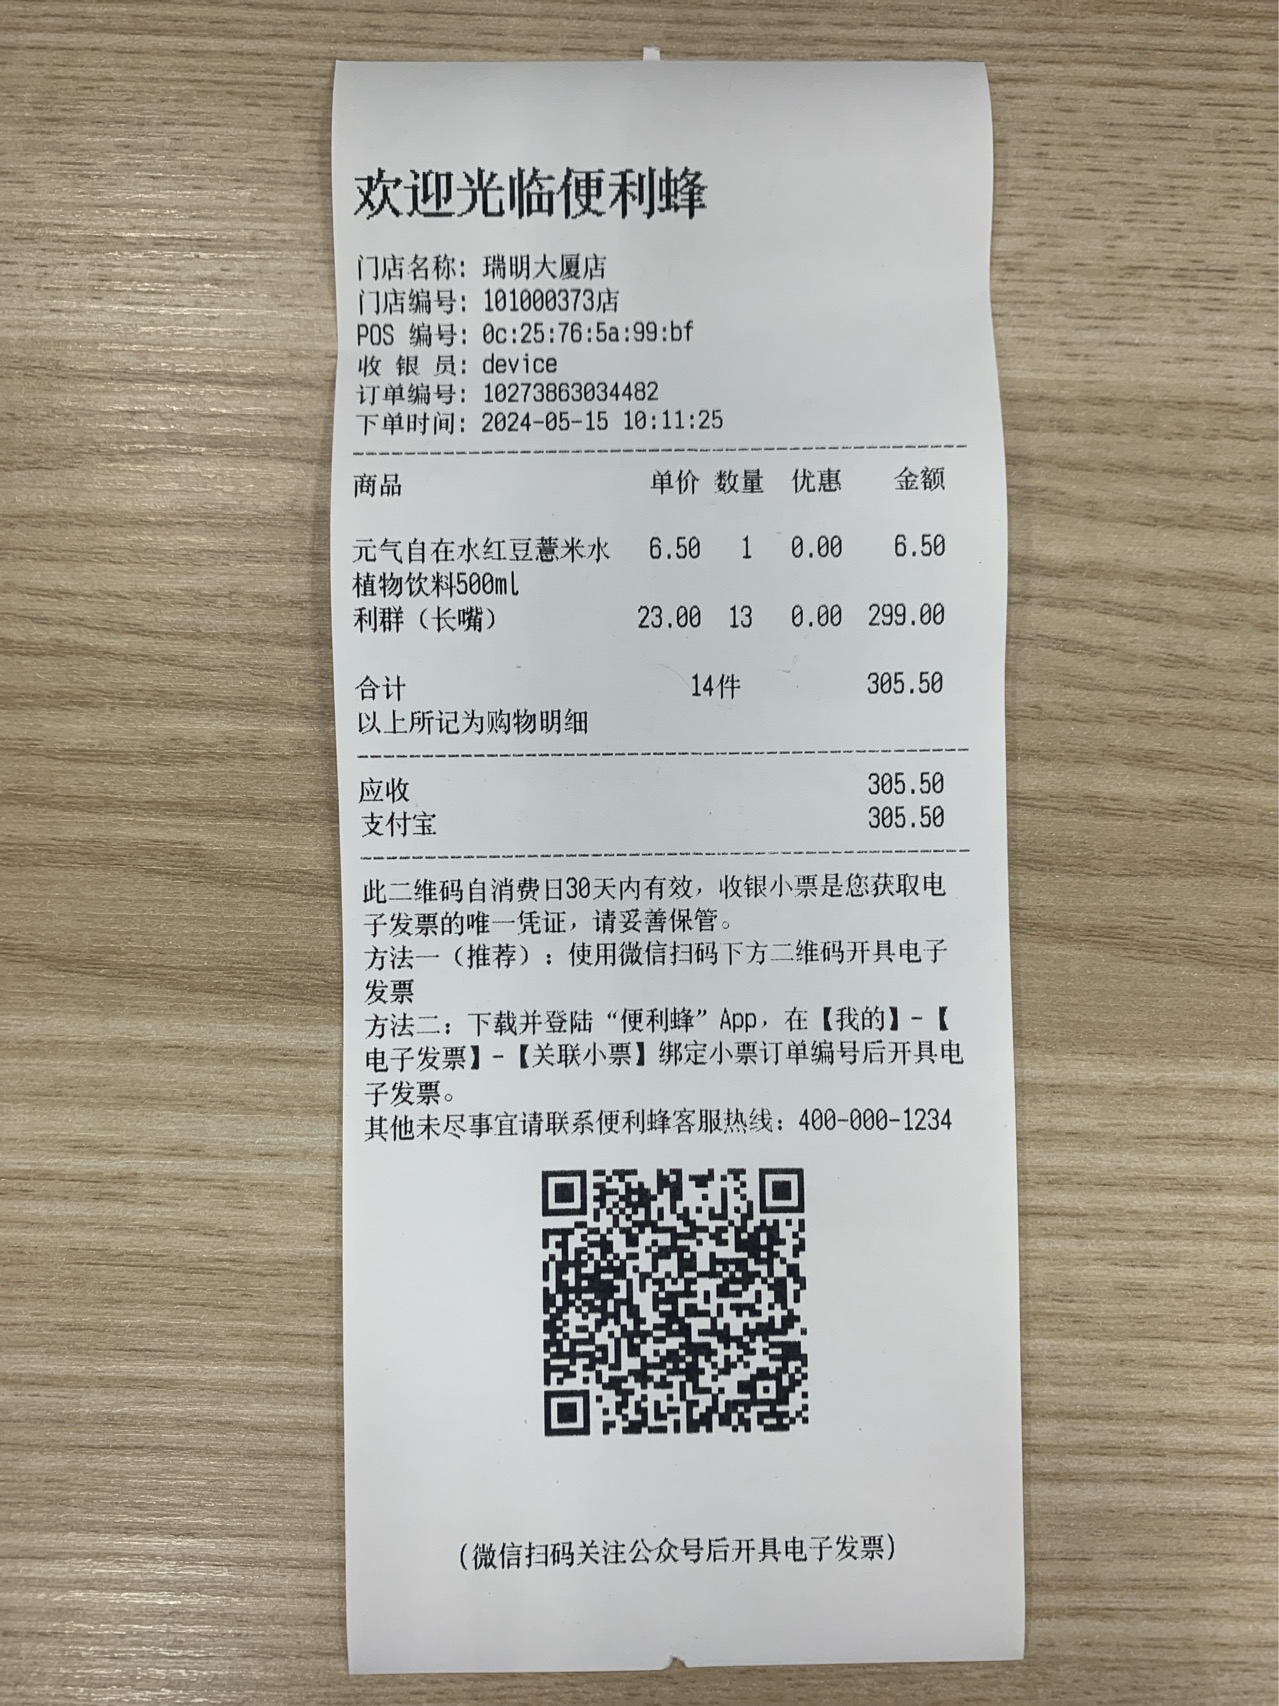 欢迎光临便利蜂
门店名称: 瑞明大厦店
门店编号: 101000373店
POS 编号: 0c:25:76:5a:99:bf
收 银 员: device
订单编号: 10273863034482
下单时间: 2024-05-15 10:11:25
商品 单价 数量 优惠 金额
元气自在水红豆薏米水 6.50 1 0.00 6.50
植物饮料500ml
利群（长嘴） 23.00 13 0.00 299.00
合计 14件 305.50
以上所记为购物明细
应收 305.50
支付宝 305.50
此二维码自消费日30天内有效，收银小票是您获取电
子发票的唯一凭证，请妥善保管。
方法一（推荐）: 使用微信扫码下方二维码开具电子
发票
方法二: 下载并登陆“便利蜂”App，在【我的】-【
电子发票】-【关联小票】绑定小票订单编号后开具电
子发票。
其他未尽事宜请联系便利蜂客服热线: 400-000-1234
(微信扫码关注公众号后开具电子发票)